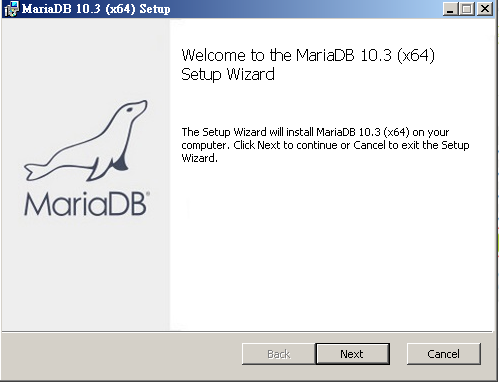 MariaDB 10.3 (x64) Setup
Welcome to the MariaDB 10.3 (x64)
Setup Wizard
The Setup Wizard will install MariaDB 10.3 (x64) on your
computer. Click Next to continue or Cancel to exit the Setup
Wizard.
MariaDB®
Back Next Cancel